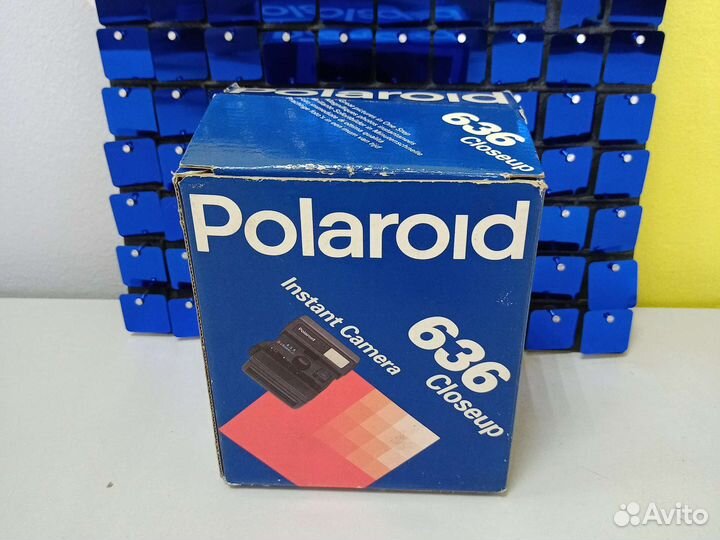 Polaroid
636
Closeup
Polaroid
Instant Camera
Polaroid
636
Closeup
Avito